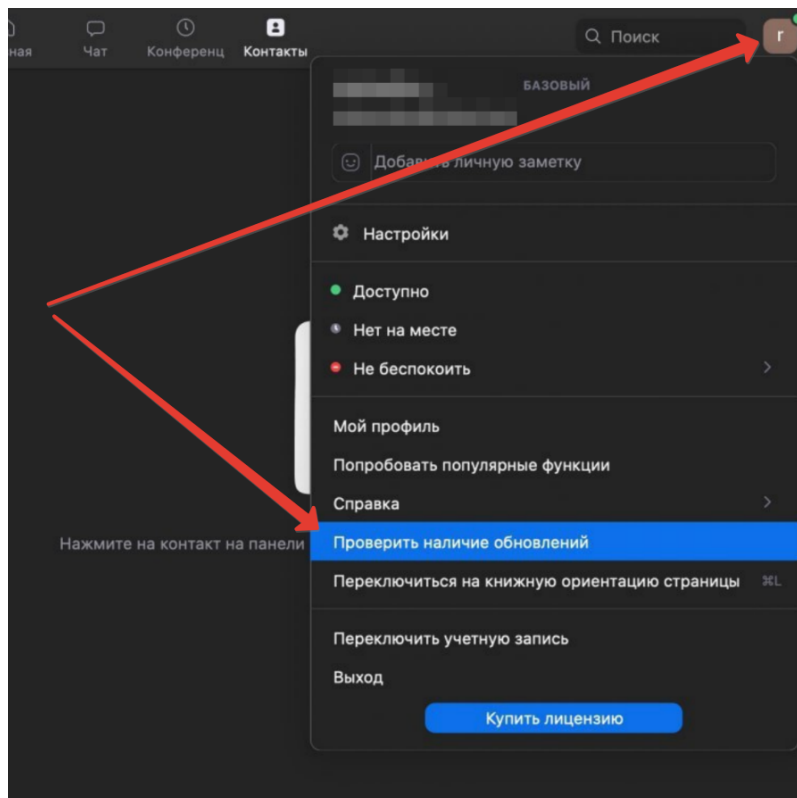 ная
Чат
Конференц
Контакты
Поиск
r
БАЗОВЫЙ
Добавить личную заметку
Настройки
Доступно
Нет на месте
Не беспокоить
Мой профиль
Попробовать популярные функции
Справка
Нажмите на контакт на панели
Проверить наличие обновлений
Переключиться на книжную ориентацию страницы ⌘L
Переключить учетную запись
Выход
Купить лицензию